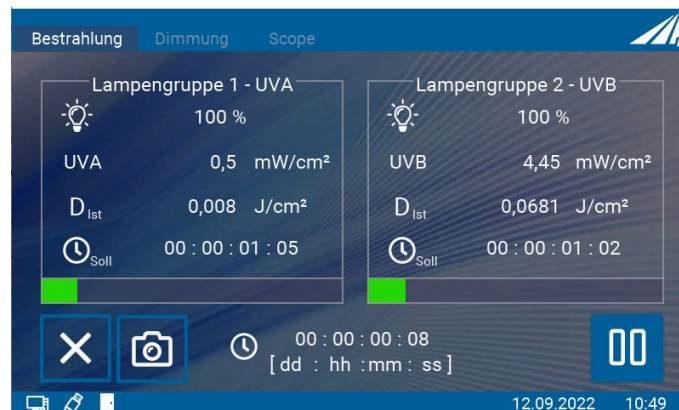 Bestrahlung Dimmung Scope
Lampengruppe 1 - UVA
100 %
UVA 0,5 mW/cm²
D Ist 0,008 J/cm²
Soll 00 : 00 : 01 : 05
Lampengruppe 2 - UVB
100 %
UVB 4,45 mW/cm²
D Ist 0,0681 J/cm²
Soll 00 : 00 : 01 : 02
00 : 00 : 00 : 08
[ dd : hh : mm : ss ]
12.09.2022 10:49